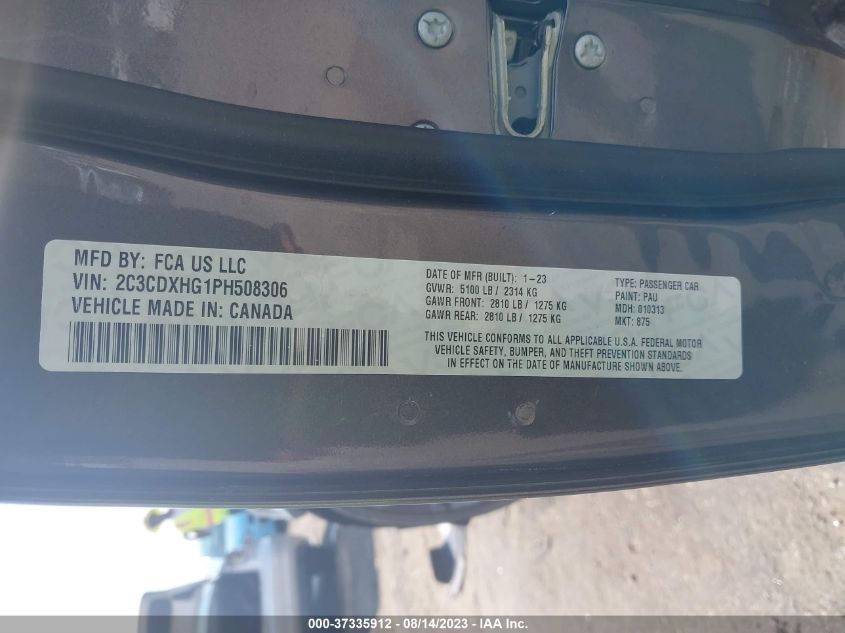 MFD BY: FCA US LLC
VIN: 2C3CDXHG1PH508306
VEHICLE MADE IN: CANADA
DATE OF MFR (BUILT): 1-23
GVWR: 5100 LB / 2314 KG
GAWR FRONT: 2810 LB / 1275 KG
GAWR REAR: 2810 LB / 1275 KG
TYPE: PASSENGER CAR
PAINT: PAU
MDH: 010313
MKT: 875
THIS VEHICLE CONFORMS TO ALL APPLICABLE U.S.A. FEDERAL MOTOR
VEHICLE SAFETY, BUMPER, AND THEFT PREVENTION STANDARDS
IN EFFECT ON THE DATE OF MANUFACTURE SHOWN ABOVE.
000-37335912 - 08/14/2023 - IAA Inc.